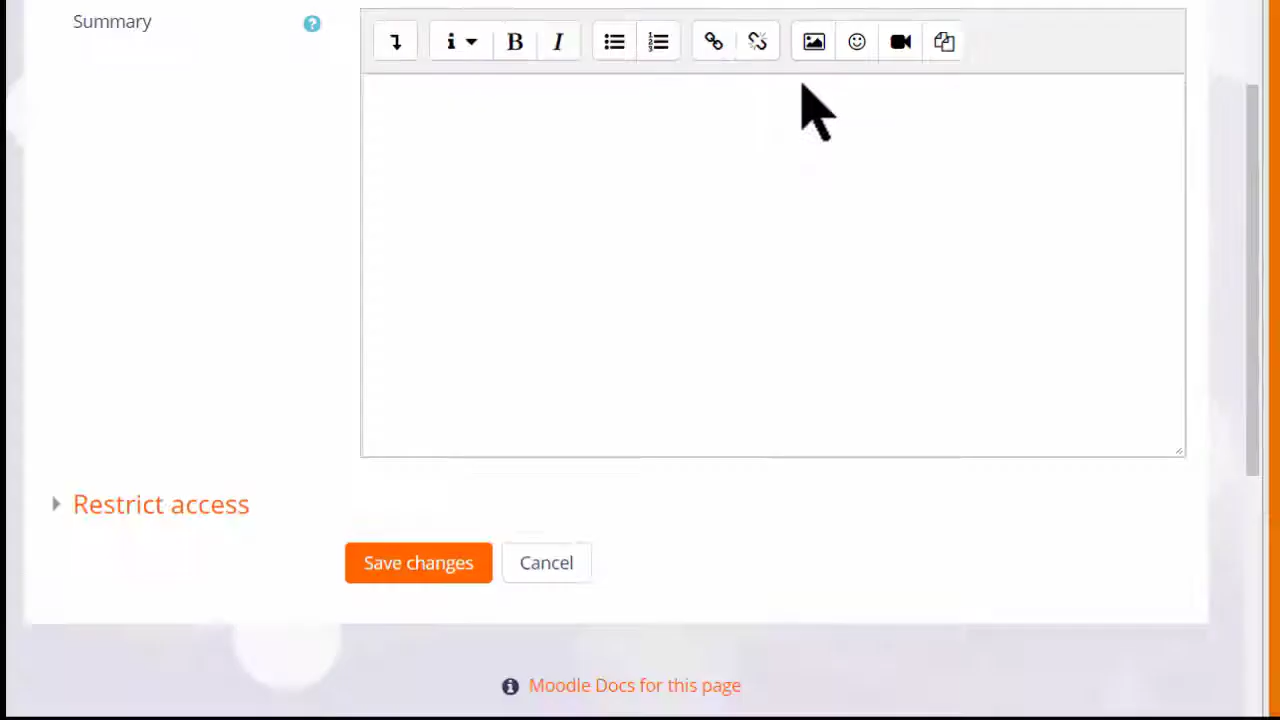 Summary
B I
Restrict access
Save changes Cancel
Moodle Docs for this page